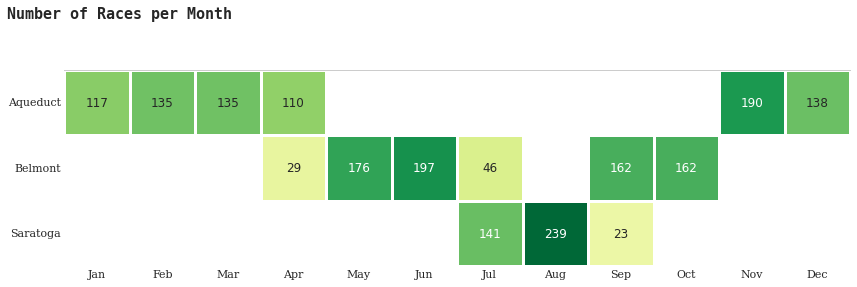 Number of Races per Month
Aqueduct 117 135 135 110 190 138
Belmont 29 176 197 46 162 162
Saratoga 141 239 23
Jan Feb Mar Apr May Jun Jul Aug Sep Oct Nov Dec